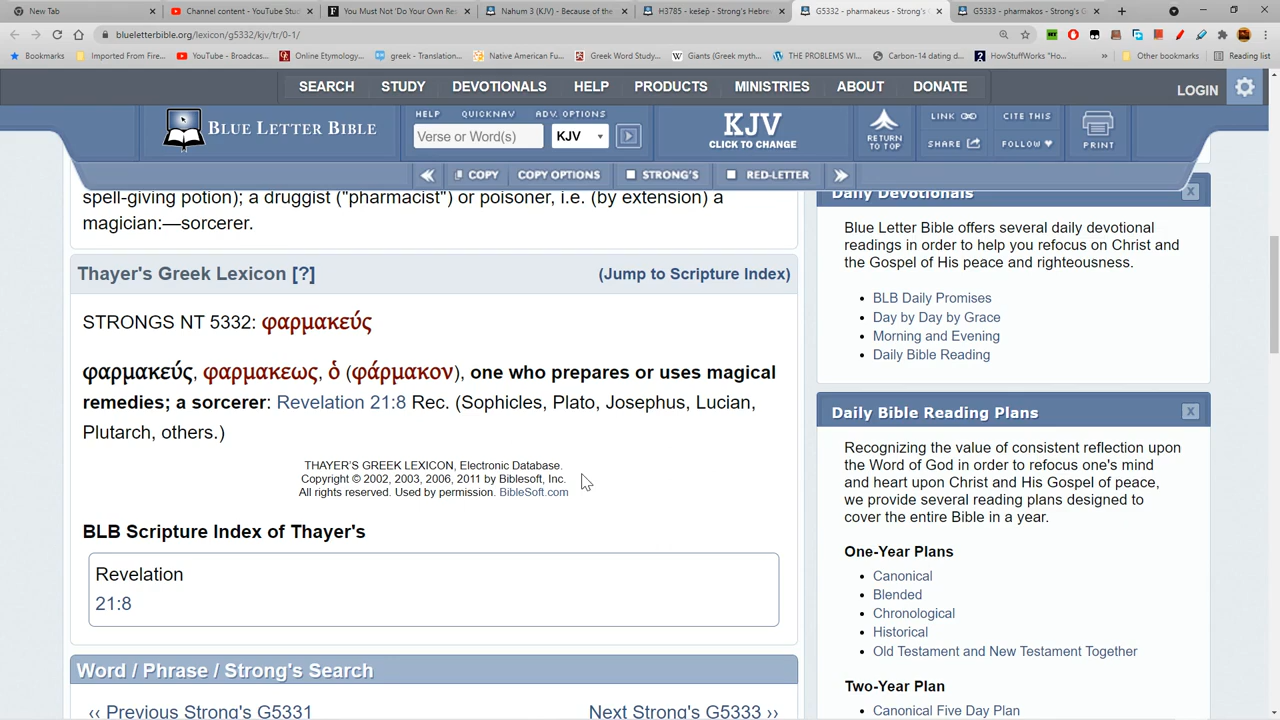 New Tab
Channel content - YouTube Stud
You Must Not 'Do Your Own Res
Nahum 3 (KJV) - Because of the
H3785 - kešep̄ - Strong's Hebre
G5332 - pharmakeus - Strong's G
G5333 - pharmakos - Strong's G
blueletterbible.org/lexicon/g5332/kjv/tr/0-1/
Bookmarks
Imported From Fire...
YouTube - Broadcas...
Online Etymology...
greek - Translation...
Native American Fu...
Greek Word Study...
Giants (Greek myth...
THE PROBLEMS WI...
Carbon-14 dating d...
HowStuffWorks "Ho...
Other bookmarks
Reading list
SEARCH STUDY DEVOTIONALS HELP PRODUCTS MINISTRIES ABOUT DONATE
LOGIN
BLUE LETTER BIBLE
HELP QUICKNAV ADV. OPTIONS
Verse or Word(s) KJV
KJV
CLICK TO CHANGE
RETURN
TO TOP
LINK
CITE THIS
SHARE
FOLLOW
PRINT
COPY COPY OPTIONS STRONG'S RED-LETTER
spell-giving potion); a druggist ("pharmacist") or poisoner, i.e. (by extension) a
magician:—sorcerer.
Thayer's Greek Lexicon [?] (Jump to Scripture Index)
STRONGS NT 5332: φαρμακεύς
φαρμακεύς, φαρμακεως, ὁ (φάρμακον), one who prepares or uses magical
remedies; a sorcerer: Revelation 21:8 Rec. (Sophicles, Plato, Josephus, Lucian,
Plutarch, others.)
THAYER'S GREEK LEXICON, Electronic Database.
Copyright © 2002, 2003, 2006, 2011 by Biblesoft, Inc.
All rights reserved. Used by permission. BibleSoft.com
BLB Scripture Index of Thayer's
Revelation
21:8
Word / Phrase / Strong's Search
‹‹ Previous Strong's G5331 Next Strong's G5333 ››
Daily Devotionals
X
Blue Letter Bible offers several daily devotional
readings in order to help you refocus on Christ and
the Gospel of His peace and righteousness.
BLB Daily Promises
Day by Day by Grace
Morning and Evening
Daily Bible Reading
Daily Bible Reading Plans
X
Recognizing the value of consistent reflection upon
the Word of God in order to refocus one's mind
and heart upon Christ and His Gospel of peace,
we provide several reading plans designed to
cover the entire Bible in a year.
One-Year Plans
Canonical
Blended
Chronological
Historical
Old Testament and New Testament Together
Two-Year Plan
Canonical Five Day Plan